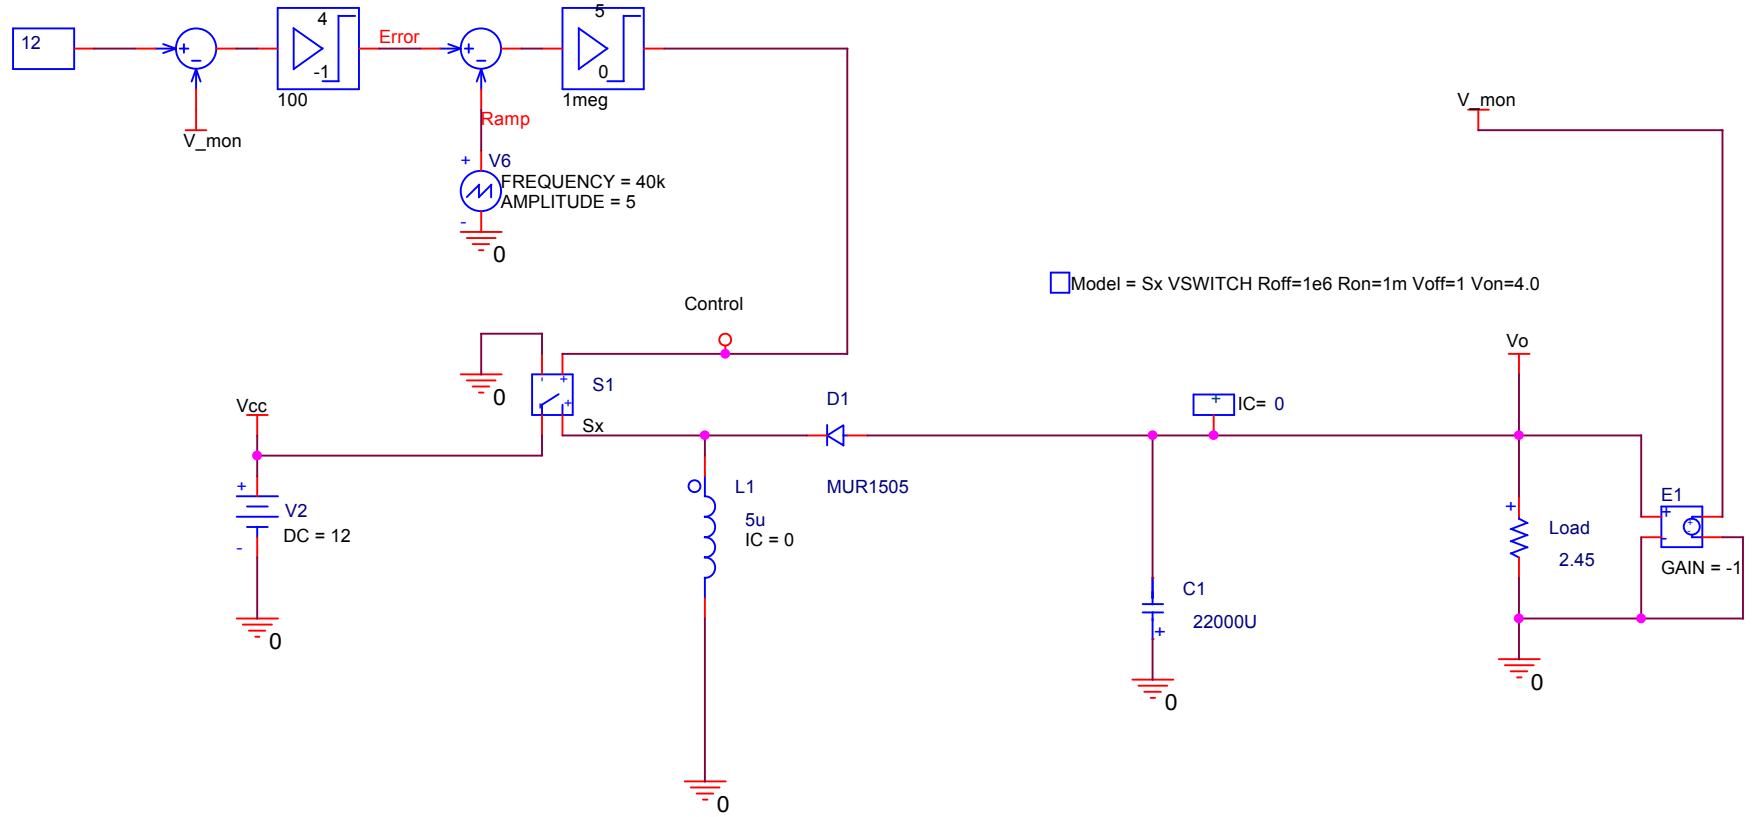 12
+
−
V_mon
4
-1
100
Error
+
−
Ramp
5
0
1meg
+
V6
FREQUENCY = 40k
AMPLITUDE = 5
-
0
V_mon
Model = Sx VSWITCH Roff=1e6 Ron=1m Voff=1 Von=4.0
Control
0
-
+
+
S1
Sx
Vcc
+
V2
DC = 12
-
0
D1
MUR1505
L1
5u
IC = 0
0
+
IC= 0
C1
22000U
+
0
Vo
+
Load
2.45
0
E1
+
-
+
-
GAIN = -1